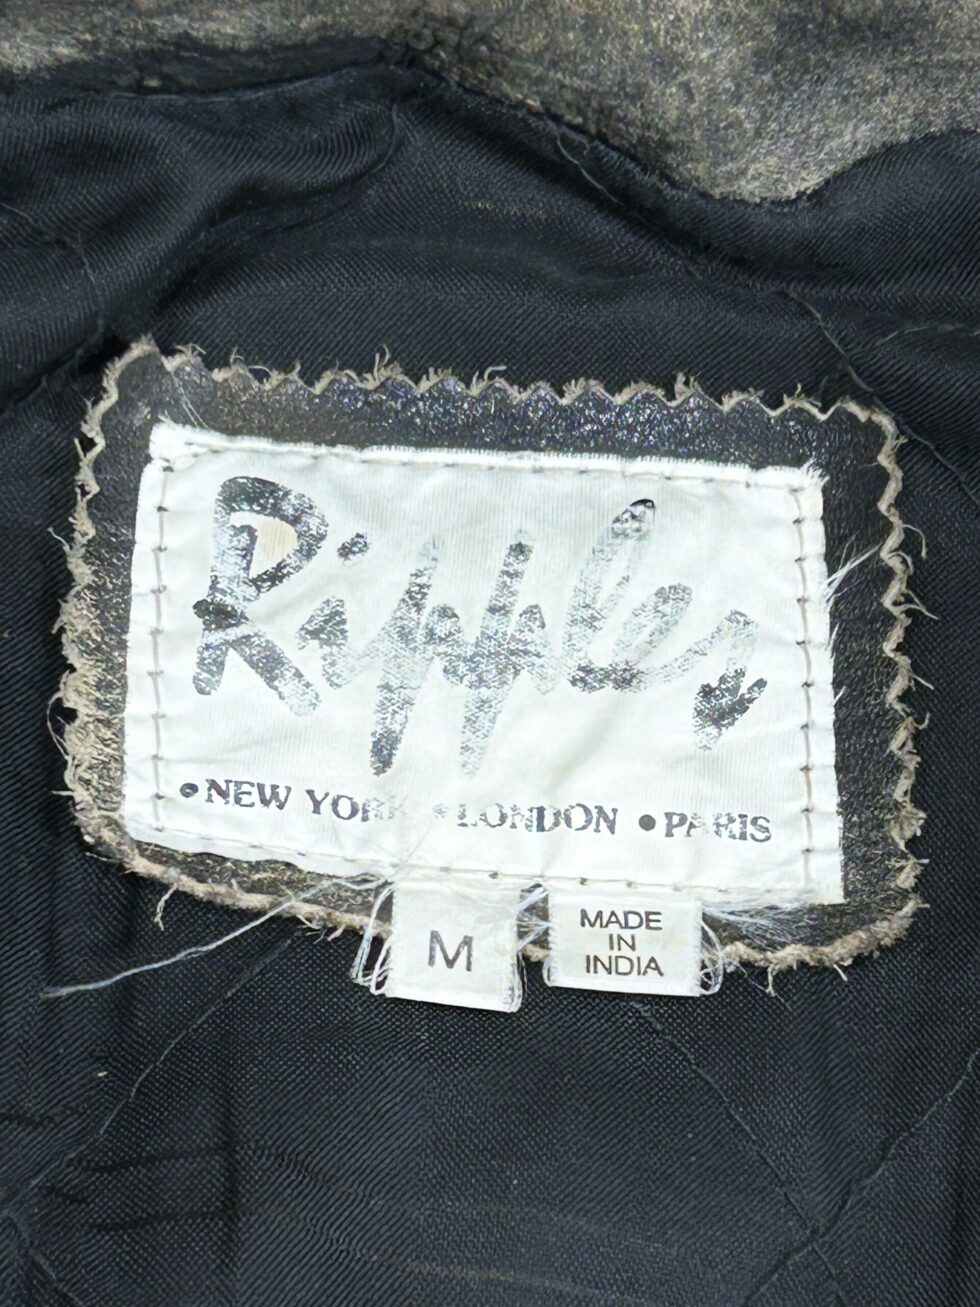 Ripples
• NEW YORK • LONDON • PARIS
M
MADE
IN
INDIA